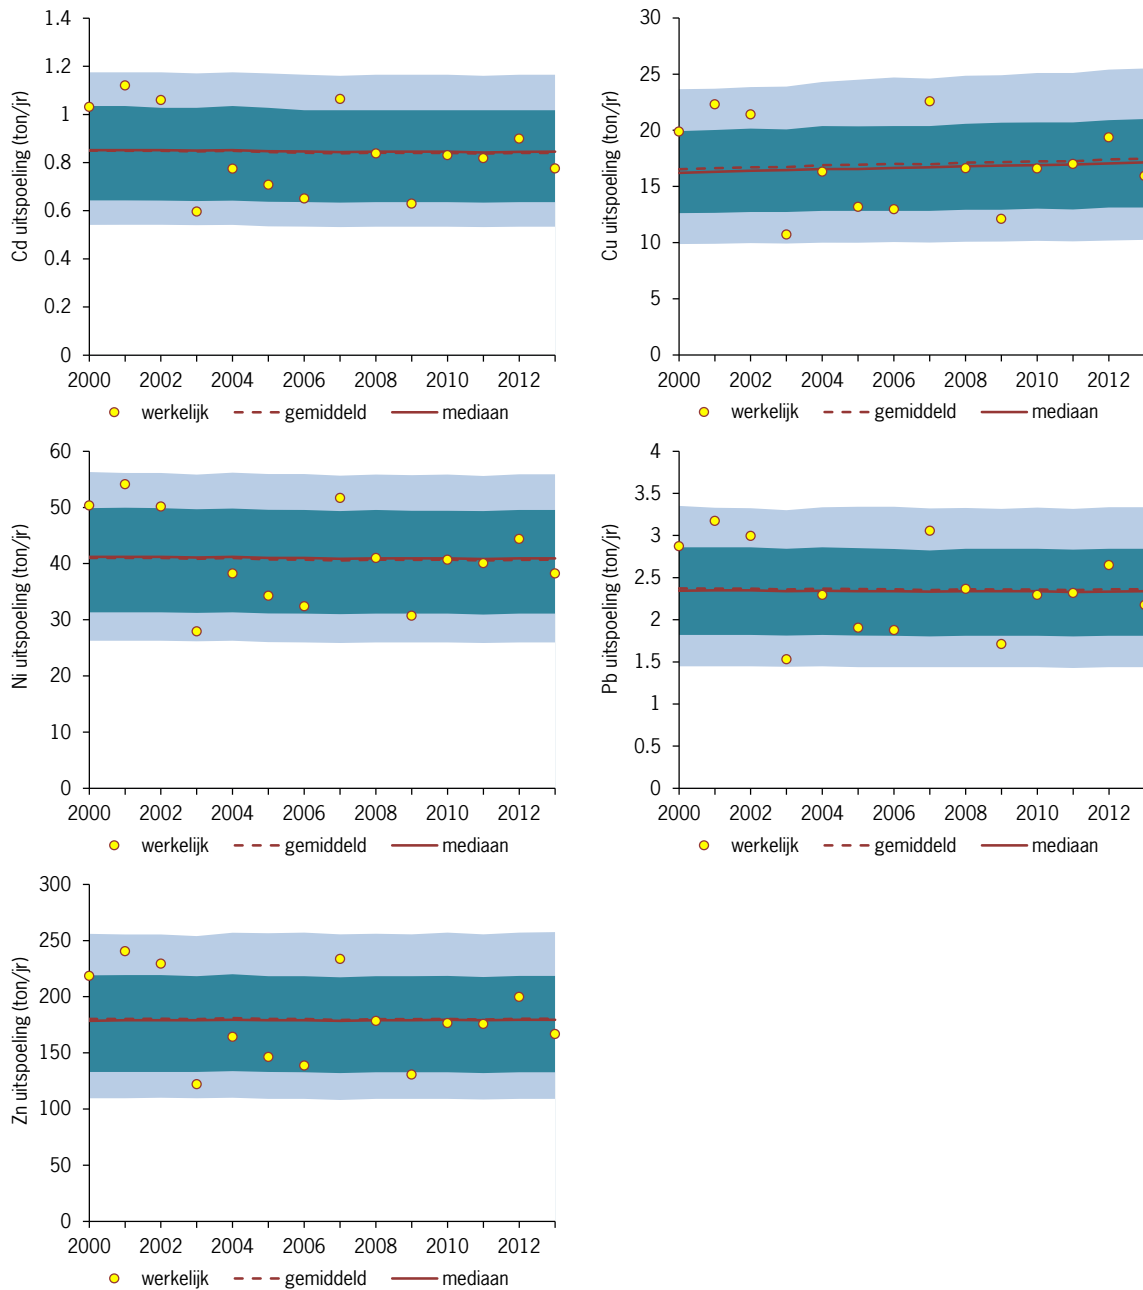 Cd uitspoeling (ton/jr)
1.4
1.2
1
0.8
0.6
0.4
0.2
0
2000 2002 2004 2006 2008 2010 2012
werkelijk gemiddeld mediaan
Cu uitspoeling (ton/jr)
30
25
20
15
10
5
0
2000 2002 2004 2006 2008 2010 2012
werkelijk gemiddeld mediaan
Ni uitspoeling (ton/jr)
60
50
40
30
20
10
0
2000 2002 2004 2006 2008 2010 2012
werkelijk gemiddeld mediaan
Pb uitspoeling (ton/jr)
4
3.5
3
2.5
2
1.5
1
0.5
0
2000 2002 2004 2006 2008 2010 2012
werkelijk gemiddeld mediaan
Zn uitspoeling (ton/jr)
300
250
200
150
100
50
0
2000 2002 2004 2006 2008 2010 2012
werkelijk gemiddeld mediaan